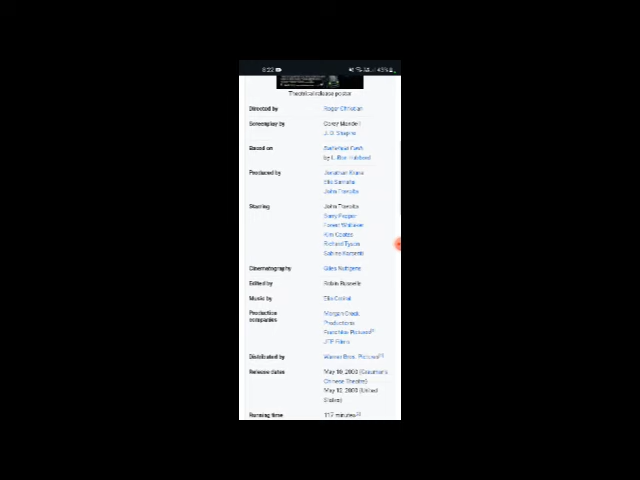 8:22
43%
Theatrical release poster
Directed by Roger Christian
Screenplay by Corey Mandell
J. D. Shapiro
Based on Battlefield Earth
by L. Ron Hubbard
Produced by Jonathan Krane
Elie Samaha
John Travolta
Starring John Travolta
Barry Pepper
Forest Whitaker
Kim Coates
Richard Tyson
Sabine Karsenti
Cinematography Giles Nuttgens
Edited by Robin Russell
Music by Elia Cmiral
Production Morgan Creek
companies Productions
Franchise Pictures
JTP Films
Distributed by Warner Bros. Pictures
Release dates May 10, 2000 (Grauman's
Chinese Theatre)
May 12, 2000 (United
States)
Running time 117 minutes